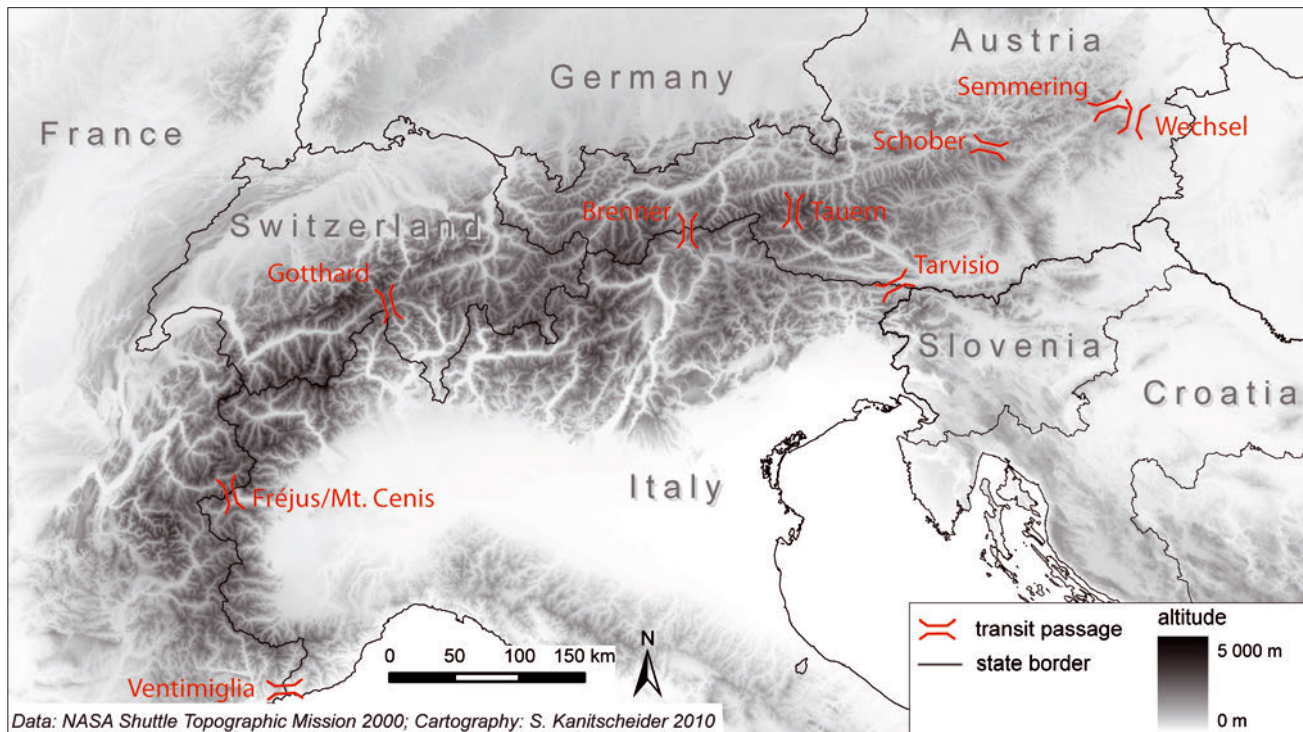 Austria
Germany
Semmering
France
Wechsel
Schober
Switzerland
Brenner
Tauern
Gotthard
Tarvisio
Slovenia
Croatia
Italy
Fréjus/Mt. Cenis
Ventimiglia
0 50 100 150 km
N
transit passage
state border
altitude
5 000 m
0 m
Data: NASA Shuttle Topographic Mission 2000; Cartography: S. Kanitscheider 2010